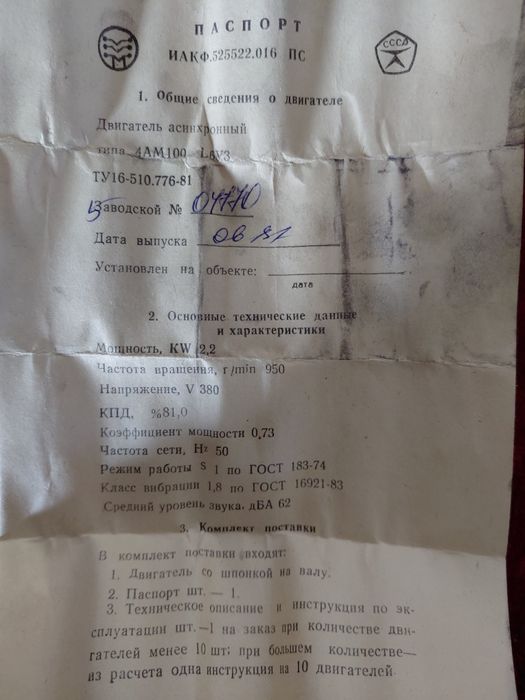 ПАСПОРТ
ИАКФ.525522.016 ПС
СССР
1. Общие сведения о двигателе
Двигатель асинхронный
типа 4АМ100 L6У3
ТУ16-510.776-81
Заводской № 04770
Дата выпуска 06
Установлен на объекте:
дата
2. Основные технические данные
и характеристики
Мощность, KW 2,2
Частота вращения, r/min 950
Напряжение, V 380
КПД, %81,0
Коэффициент мощности 0,73
Частота сети, Hz 50
Режим работы S 1 по ГОСТ 183-74
Класс вибрации 1,8 по ГОСТ 16921-83
Средний уровень звука, дБА 62
3. Комплект поставки
В комплект поставки входят:
1. Двигатель со шпонкой на валу.
2. Паспорт шт. — 1.
3. Техническое описание и инструкция по эк-
сплуатации шт.—1 на заказ при количестве дви-
гателей менее 10 шт; при большем количестве—
из расчета одна инструкция на 10 двигателей.